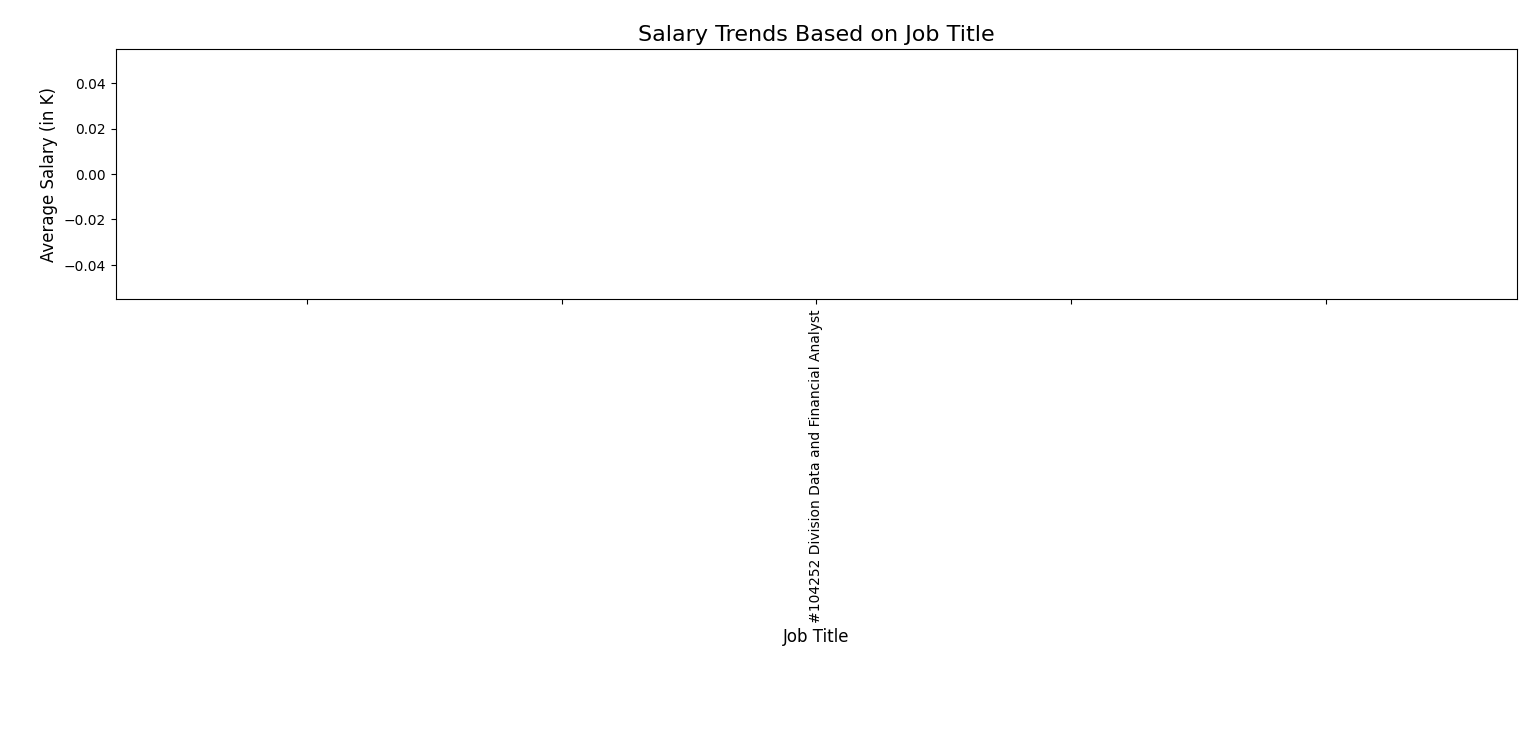 Salary Trends Based on Job Title
Average Salary (in K)
0.04
0.02
0.00
−0.02
−0.04
#104252 Division Data and Financial Analyst
Job Title